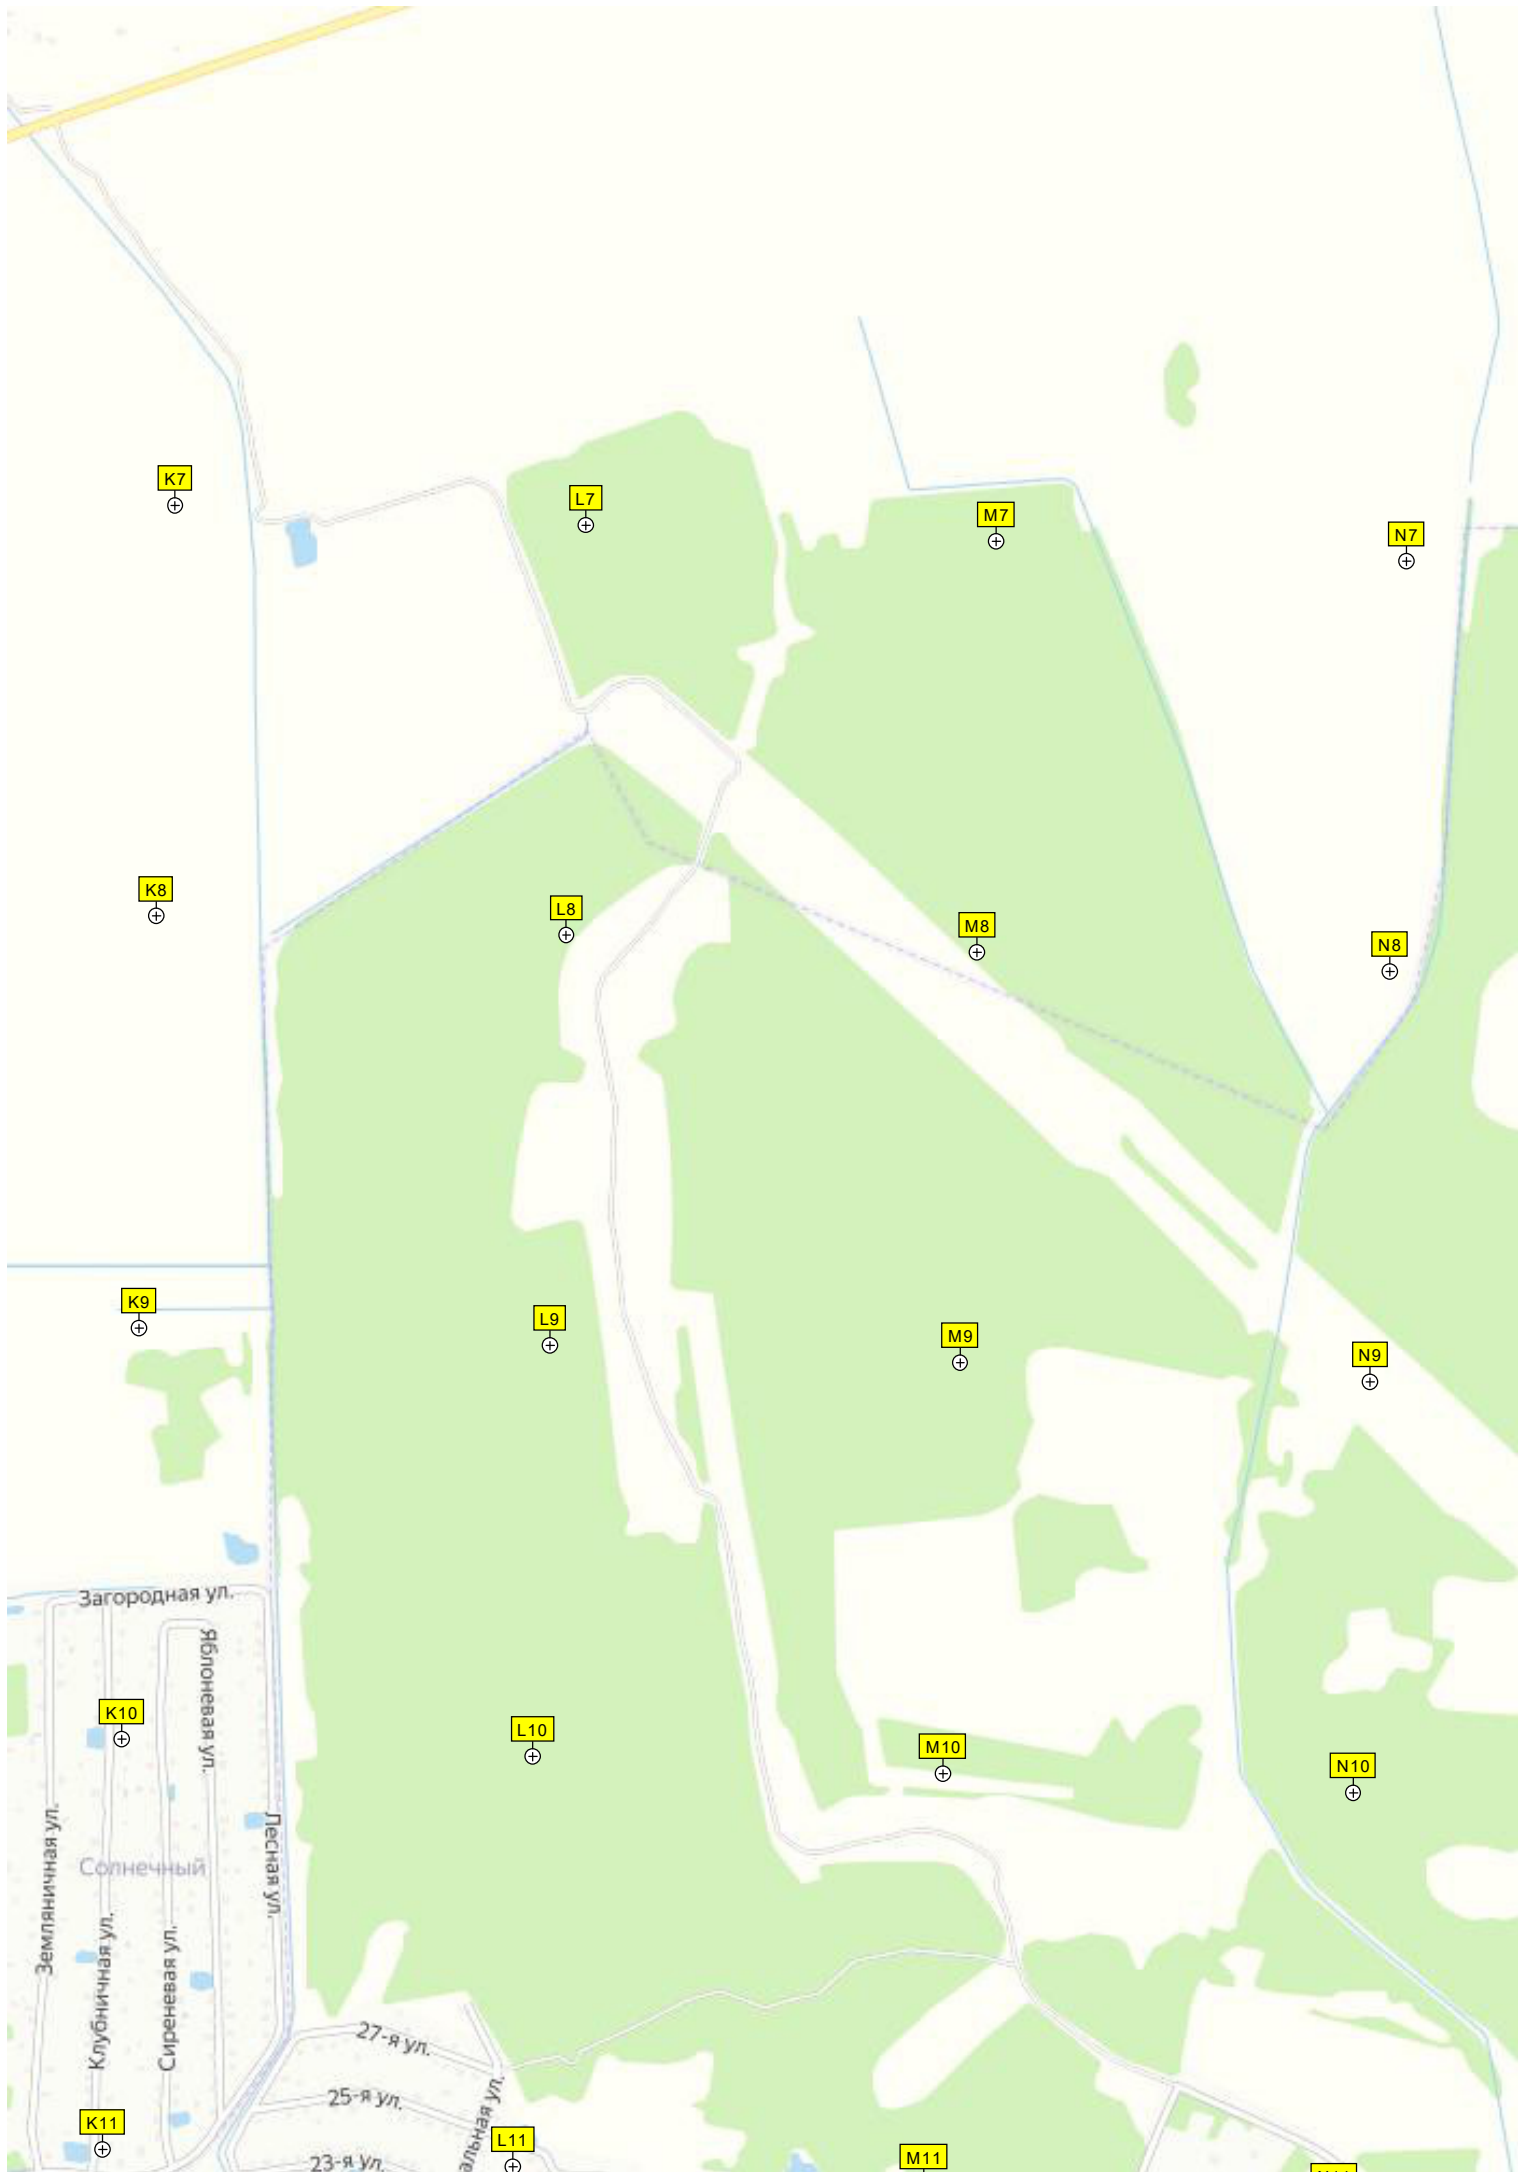 K7
L7
M7
N7
K8
L8
M8
N8
K9
L9
M9
N9
Загородная ул.
Яблоневая ул.
K10
L10
M10
N10
Земляничная ул.
Лесная ул.
Солнечный
Клубничная ул.
Сиреневая ул.
27-я ул.
25-я ул.
альная ул.
K11
L11
M11
23-я ул.